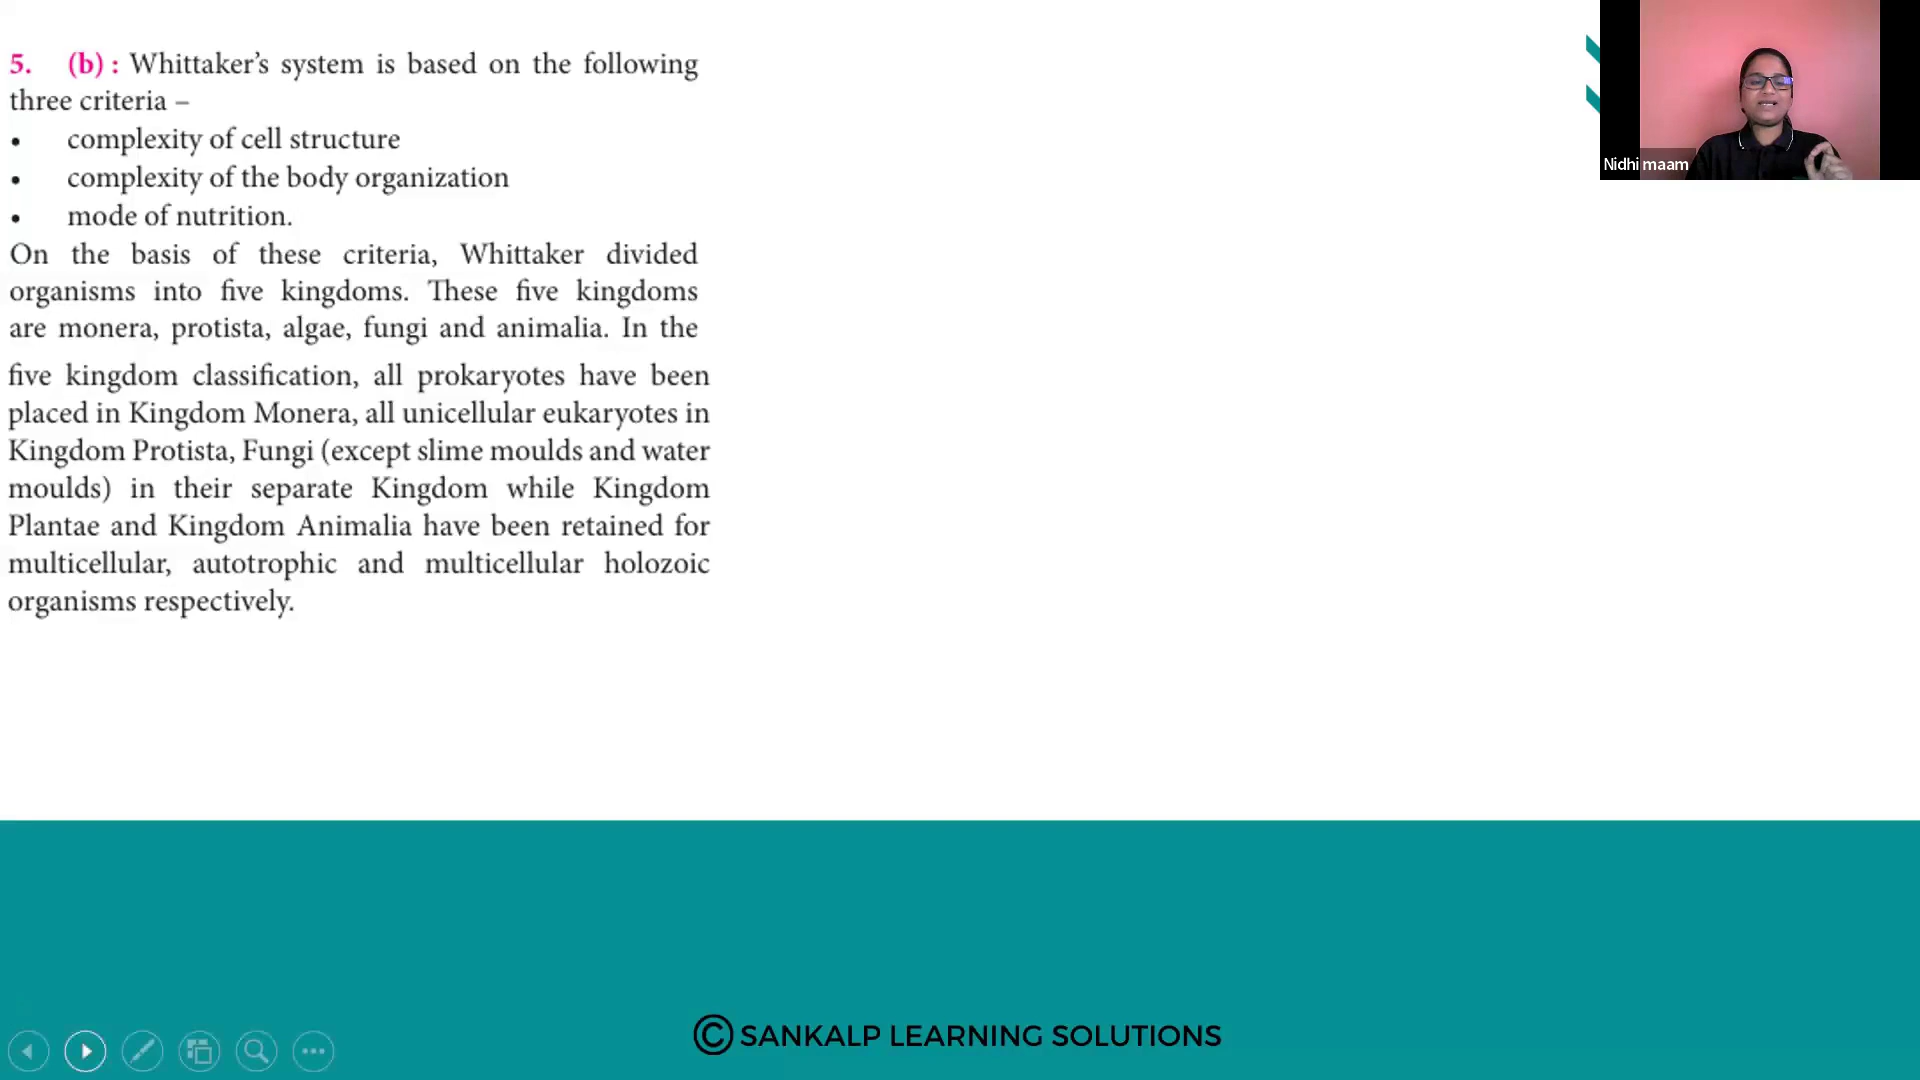 5. (b) : Whittaker’s system is based on the following
three criteria –
• complexity of cell structure
• complexity of the body organization
• mode of nutrition.
On the basis of these criteria, Whittaker divided
organisms into five kingdoms. These five kingdoms
are monera, protista, algae, fungi and animalia. In the
five kingdom classification, all prokaryotes have been
placed in Kingdom Monera, all unicellular eukaryotes in
Kingdom Protista, Fungi (except slime moulds and water
moulds) in their separate Kingdom while Kingdom
Plantae and Kingdom Animalia have been retained for
multicellular, autotrophic and multicellular holozoic
organisms respectively.
Nidhi maam
© SANKALP LEARNING SOLUTIONS